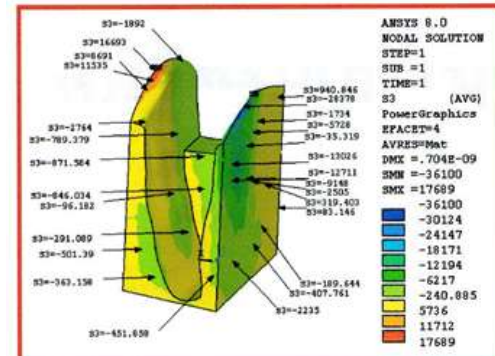 S3=-1892
S3=16693
S3=8691
S3=11535
S3=-2764
S3=-789.379
S3=-871.584
S3=-846.034
S3=-96.182
S3=-291.089
S3=-501.39
S3=-363.158
S3=-451.858
S3=940.846
S3=-28378
S3=-1734
S3=-5728
S3=-35.319
S3=-13026
S3=-12711
S3=-9148
S3=-2505
S3=319.403
S3=83.146
S3=-189.644
S3=-407.761
S3=-2235
ANSYS 8.0
NODAL SOLUTION
STEP=1
SUB =1
TIME=1
S3 (AVG)
PowerGraphics
EFACET=4
AVRES=Mat
DMX =.704E-09
SMN =-36100
SMX =17689
-36100
-30124
-24147
-18171
-12194
-6217
-240.885
5736
11712
17689